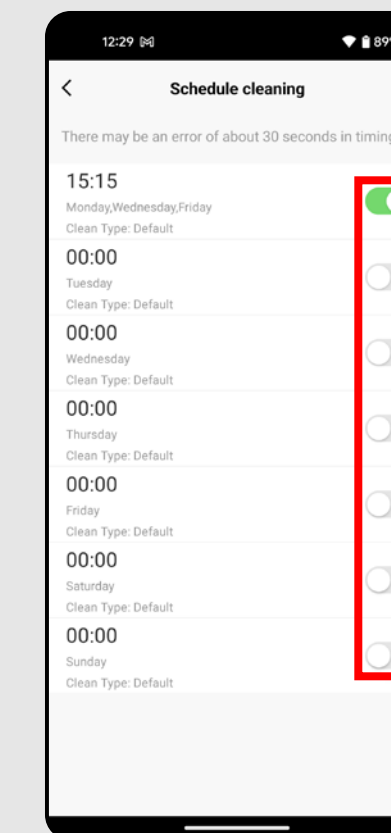 12:29 89%
Schedule cleaning
There may be an error of about 30 seconds in timing
15:15
Monday,Wednesday,Friday
Clean Type: Default
00:00
Tuesday
Clean Type: Default
00:00
Wednesday
Clean Type: Default
00:00
Thursday
Clean Type: Default
00:00
Friday
Clean Type: Default
00:00
Saturday
Clean Type: Default
00:00
Sunday
Clean Type: Default